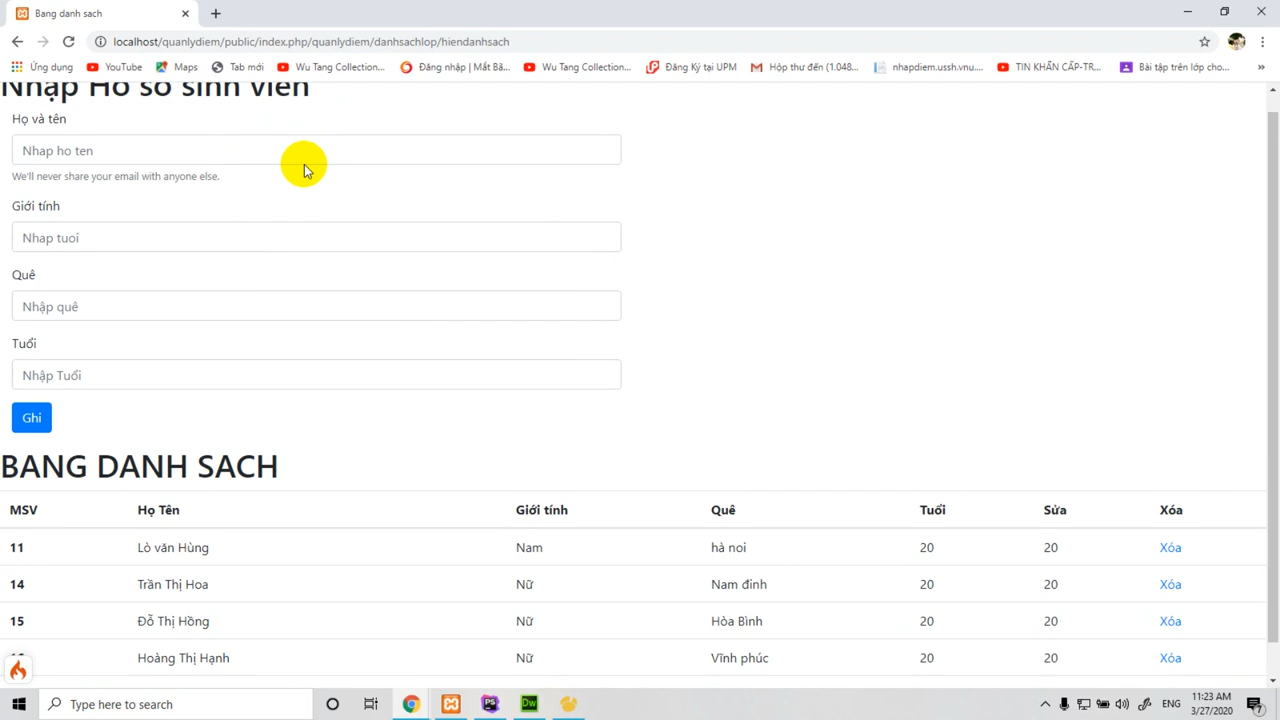 Bang danh sach
localhost/quanlydiem/public/index.php/quanlydiem/danhsachlop/hiendanhsach
Ứng dụng YouTube Maps Tab mới Wu Tang Collection... Đăng nhập | Mắt Bã... Wu Tang Collection... Đăng Ký tại UPM Hộp thư đến (1.048... nhapdiem.ussh.vnu.... TIN KHẨN CẤP-TR... Bài tập trên lớp cho... »
Nhập Hồ sơ sinh viên
Họ và tên
Nhap ho ten
We'll never share your email with anyone else.
Giới tính
Nhap tuoi
Quê
Nhập quê
Tuổi
Nhập Tuổi
Ghi
BANG DANH SACH
MSV Họ Tên Giới tính Quê Tuổi Sửa Xóa
11 Lò văn Hùng Nam hà noi 20 20 Xóa
14 Trần Thị Hoa Nữ Nam đinh 20 20 Xóa
15 Đỗ Thị Hồng Nữ Hòa Bình 20 20 Xóa
Hoàng Thị Hạnh Nữ Vĩnh phúc 20 20 Xóa
Type here to search
PS
Dw
ENG
11:23 AM
3/27/2020
7